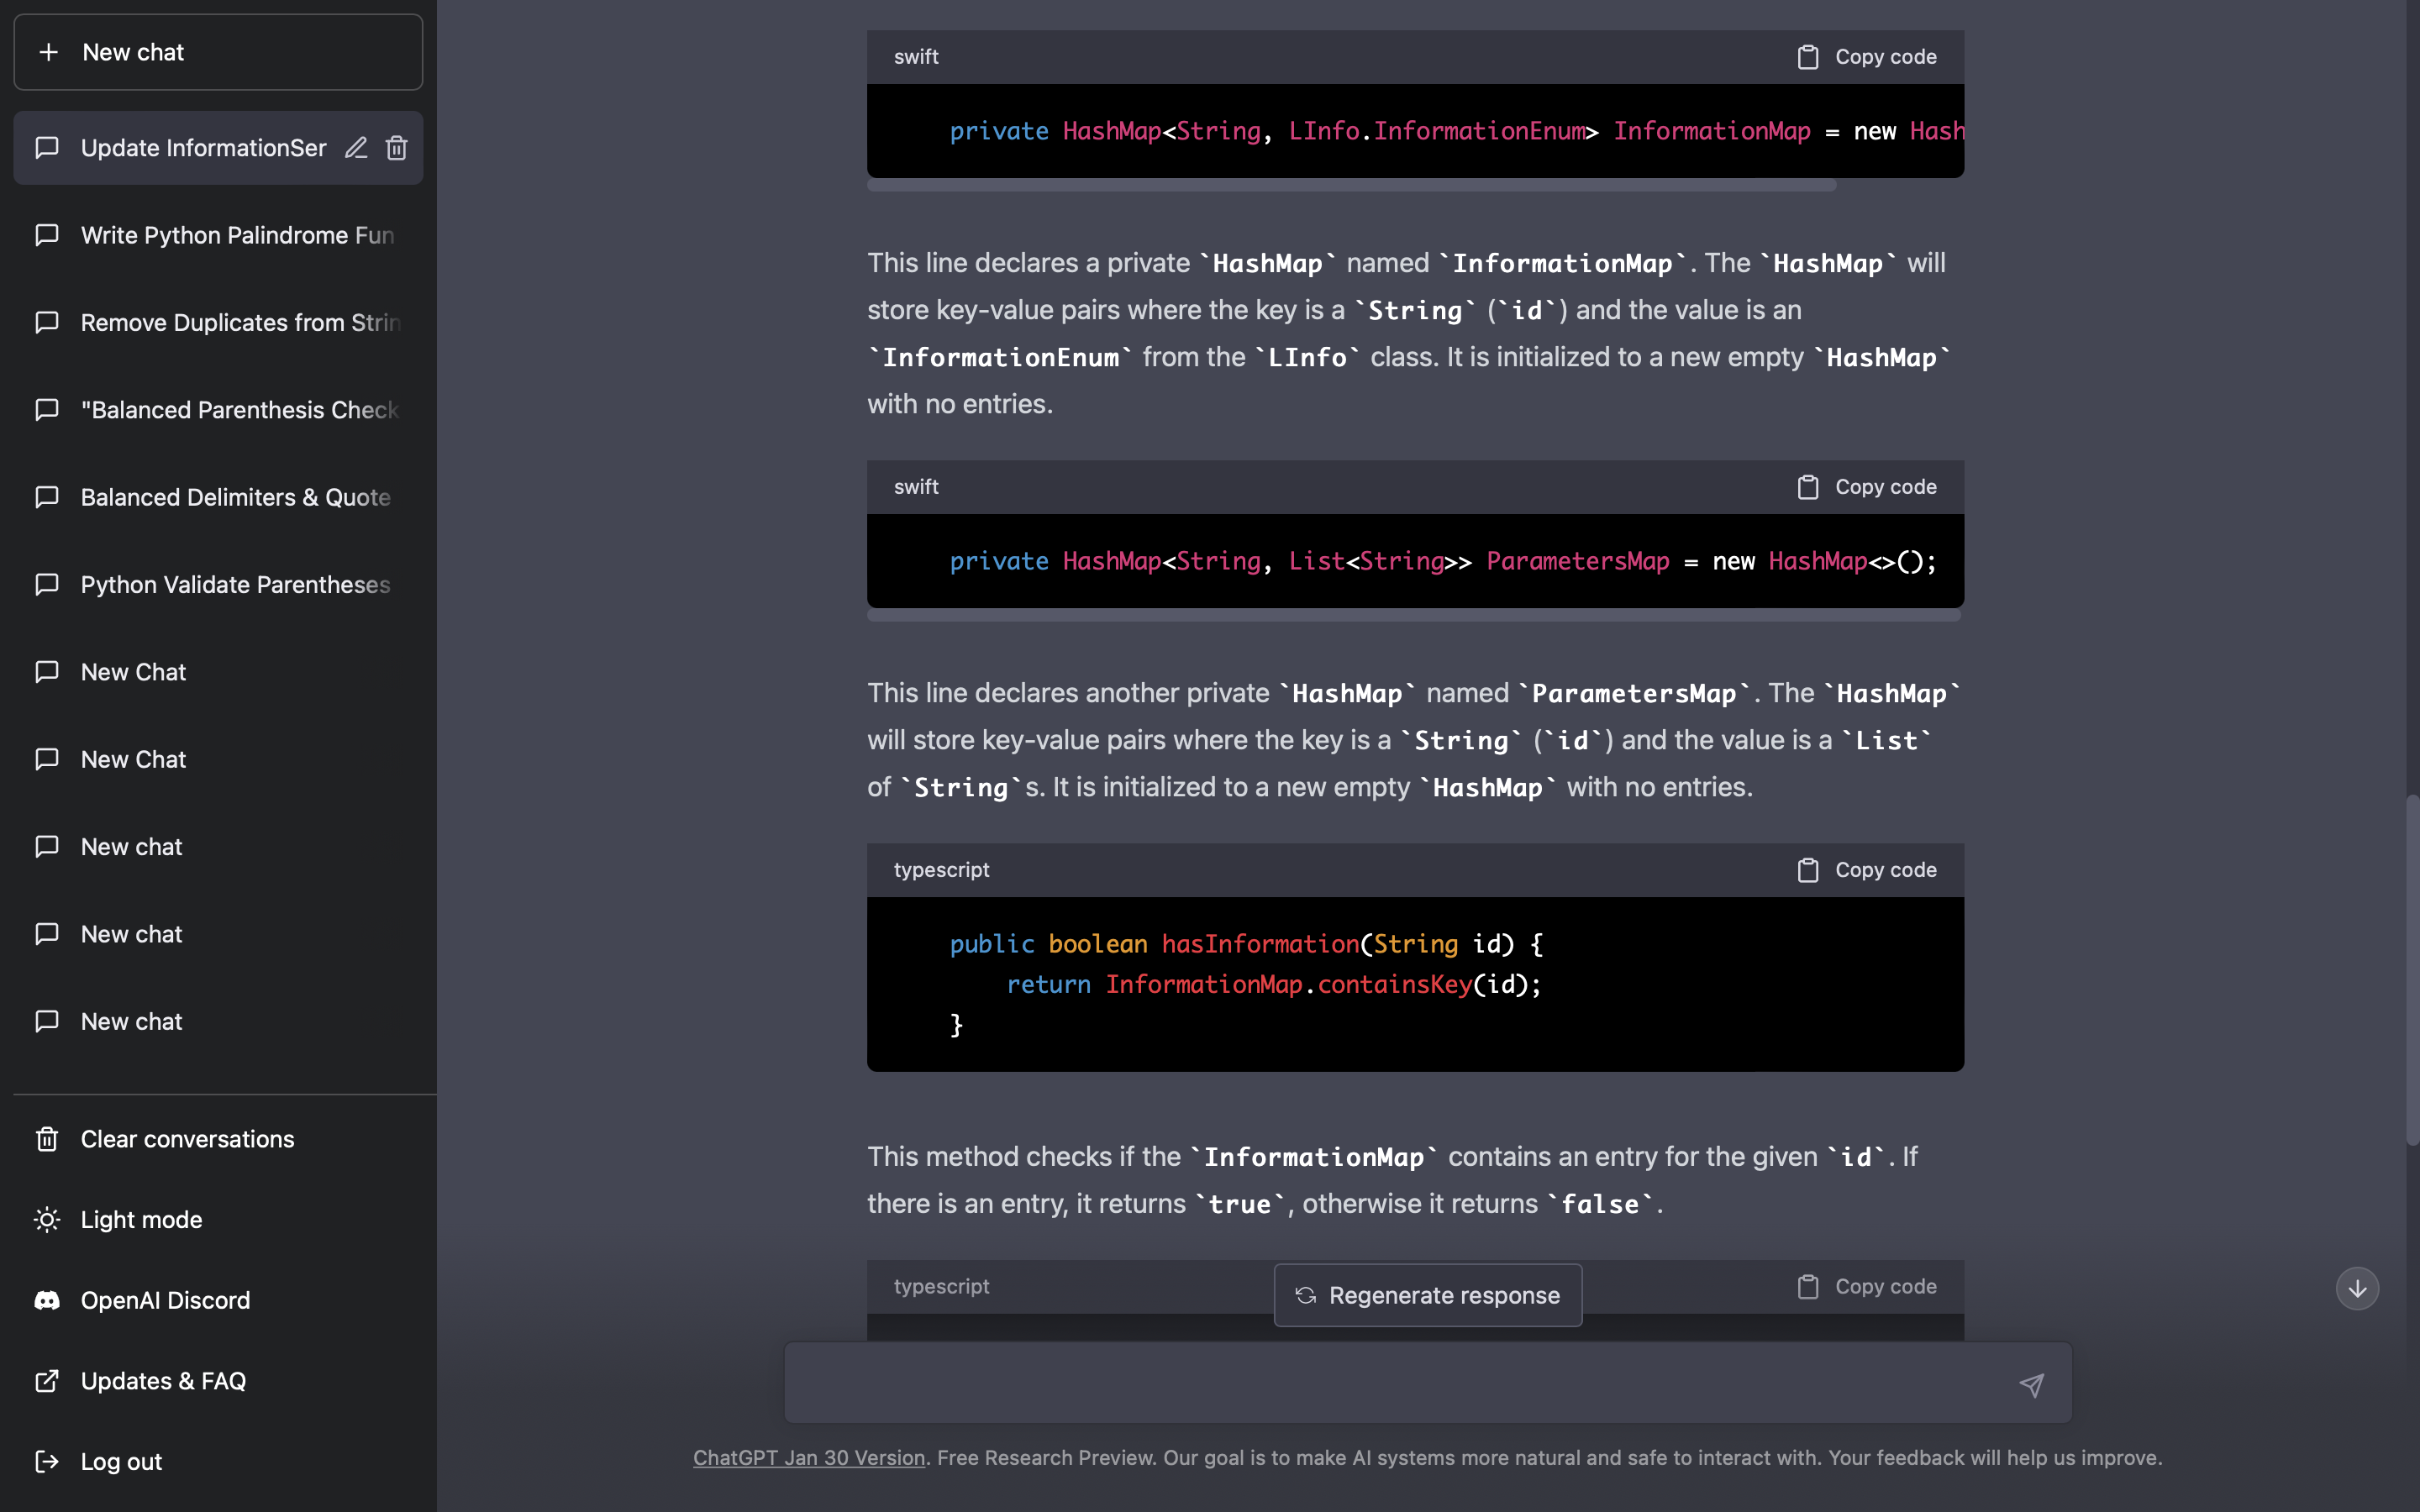 New chat
Update InformationSer
Write Python Palindrome Fun
Remove Duplicates from Strin
"Balanced Parenthesis Check
Balanced Delimiters & Quote
Python Validate Parentheses
New Chat
New Chat
New chat
New chat
New chat
Clear conversations
Light mode
OpenAI Discord
Updates & FAQ
Log out
swift Copy code
private HashMap<String, LInfo.InformationEnum> InformationMap = new Hash
This line declares a private `HashMap` named `InformationMap`. The `HashMap` will
store key-value pairs where the key is a `String` (`id`) and the value is an
`InformationEnum` from the `LInfo` class. It is initialized to a new empty `HashMap`
with no entries.
swift Copy code
private HashMap<String, List<String>> ParametersMap = new HashMap<>();
This line declares another private `HashMap` named `ParametersMap`. The `HashMap`
will store key-value pairs where the key is a `String` (`id`) and the value is a `List`
of `String`s. It is initialized to a new empty `HashMap` with no entries.
typescript Copy code
public boolean hasInformation(String id) {
return InformationMap.containsKey(id);
}
This method checks if the `InformationMap` contains an entry for the given `id`. If
there is an entry, it returns `true`, otherwise it returns `false`.
typescript Copy code
Regenerate response
ChatGPT Jan 30 Version. Free Research Preview. Our goal is to make AI systems more natural and safe to interact with. Your feedback will help us improve.